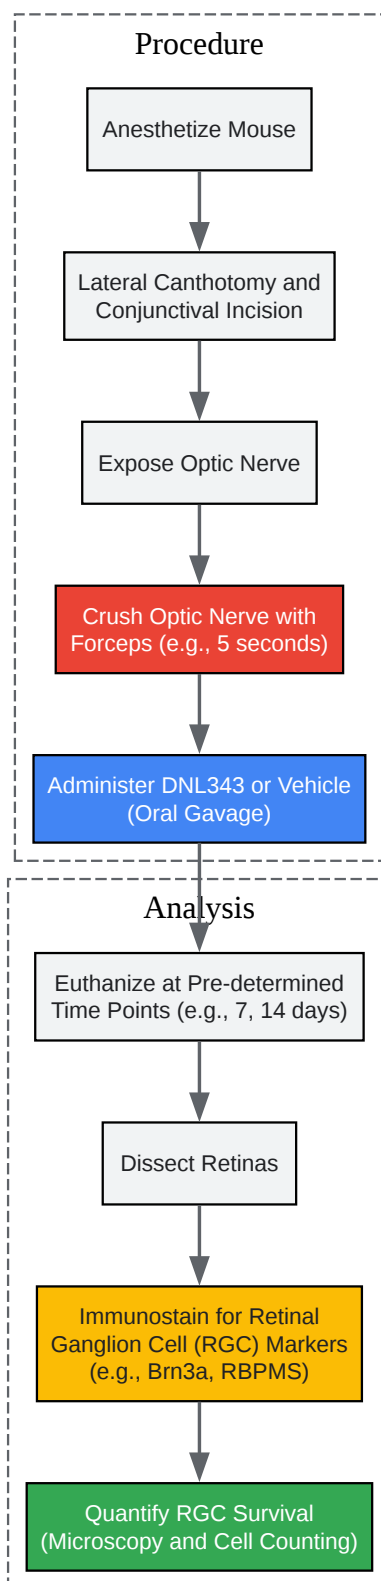 Procedure
Anesthetize Mouse
Lateral Canthotomy and
Conjunctival Incision
Expose Optic Nerve
Crush Optic Nerve with
Forceps (e.g., 5 seconds)
Administer DNL343 or Vehicle
(Oral Gavage)
Analysis
Euthanize at Pre-determined
Time Points (e.g., 7, 14 days)
Dissect Retinas
Immunostain for Retinal
Ganglion Cell (RGC) Markers
(e.g., Brn3a, RBPMS)
Quantify RGC Survival
(Microscopy and Cell Counting)